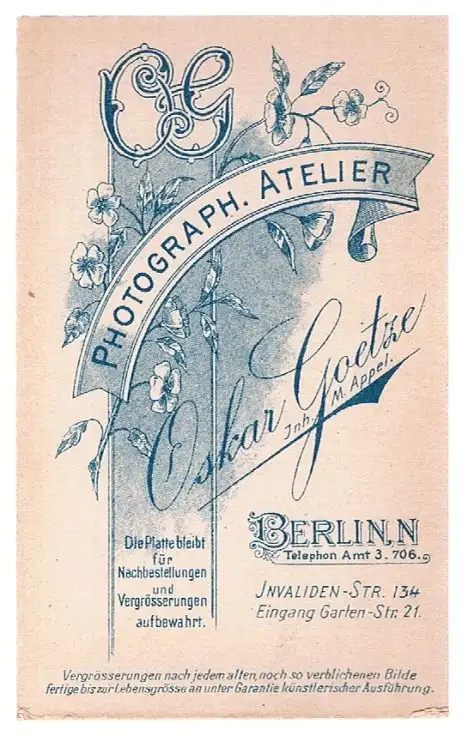 OG
PHOTOGRAPH. ATELIER
Oskar Goetze
Inh. M. Appel.
BERLIN, N
Telephon Amt 3. 706.
JNVALIDEN-STR. 134
Eingang Garten-Str. 21.
Die Platte bleibt
für
Nachbestellungen
und
Vergrösserungen
aufbewahrt.
Vergrösserungen nach jedem alten, noch so verblichenen Bilde
fertige bis zur Lebensgrösse an unter Garantie künstlerischer Ausführung.